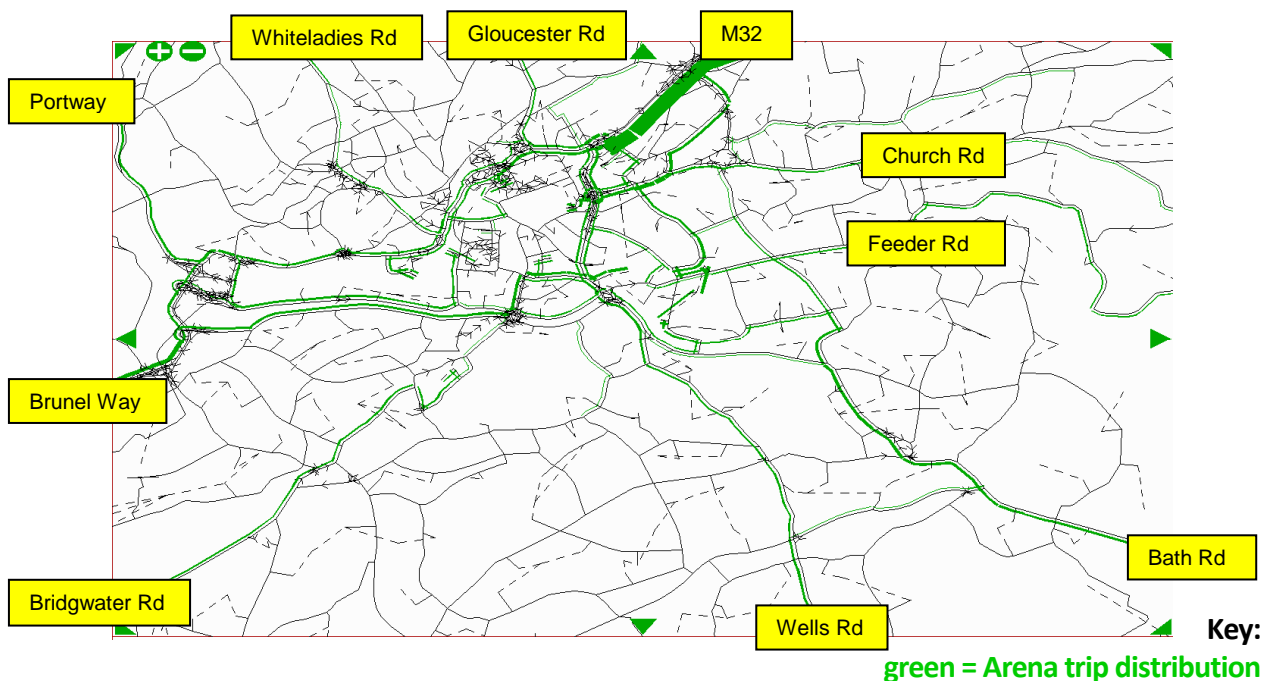 Whiteladies Rd
Gloucester Rd
M32
Portway
Church Rd
Feeder Rd
Brunel Way
Bath Rd
Bridgwater Rd
Wells Rd
Key:
green = Arena trip distribution